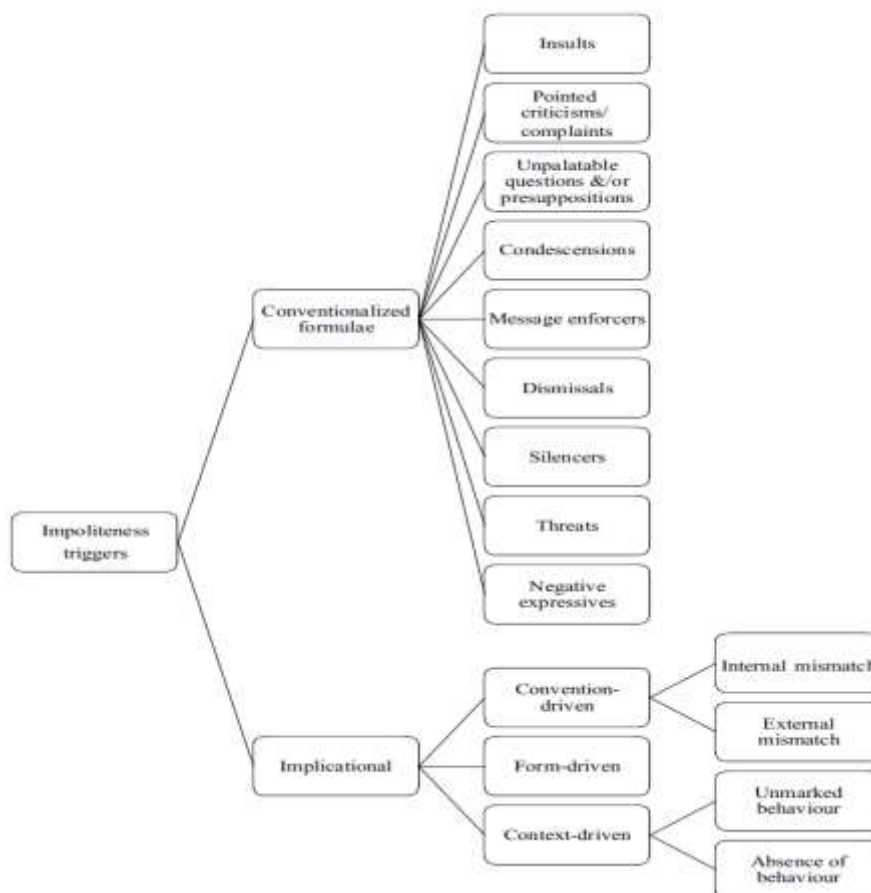 Insults
Pointed
criticisms/
complaints
Unpalatable
questions &/or
presuppositions
Condescensions
Conventionalized
formulae
Message enforcers
Dismissals
Silencers
Impoliteness
triggers
Threats
Negative
expressives
Convention-
driven
Internal mismatch
External
mismatch
Implicational
Form-driven
Unmarked
behaviour
Context-driven
Absence of
behaviour